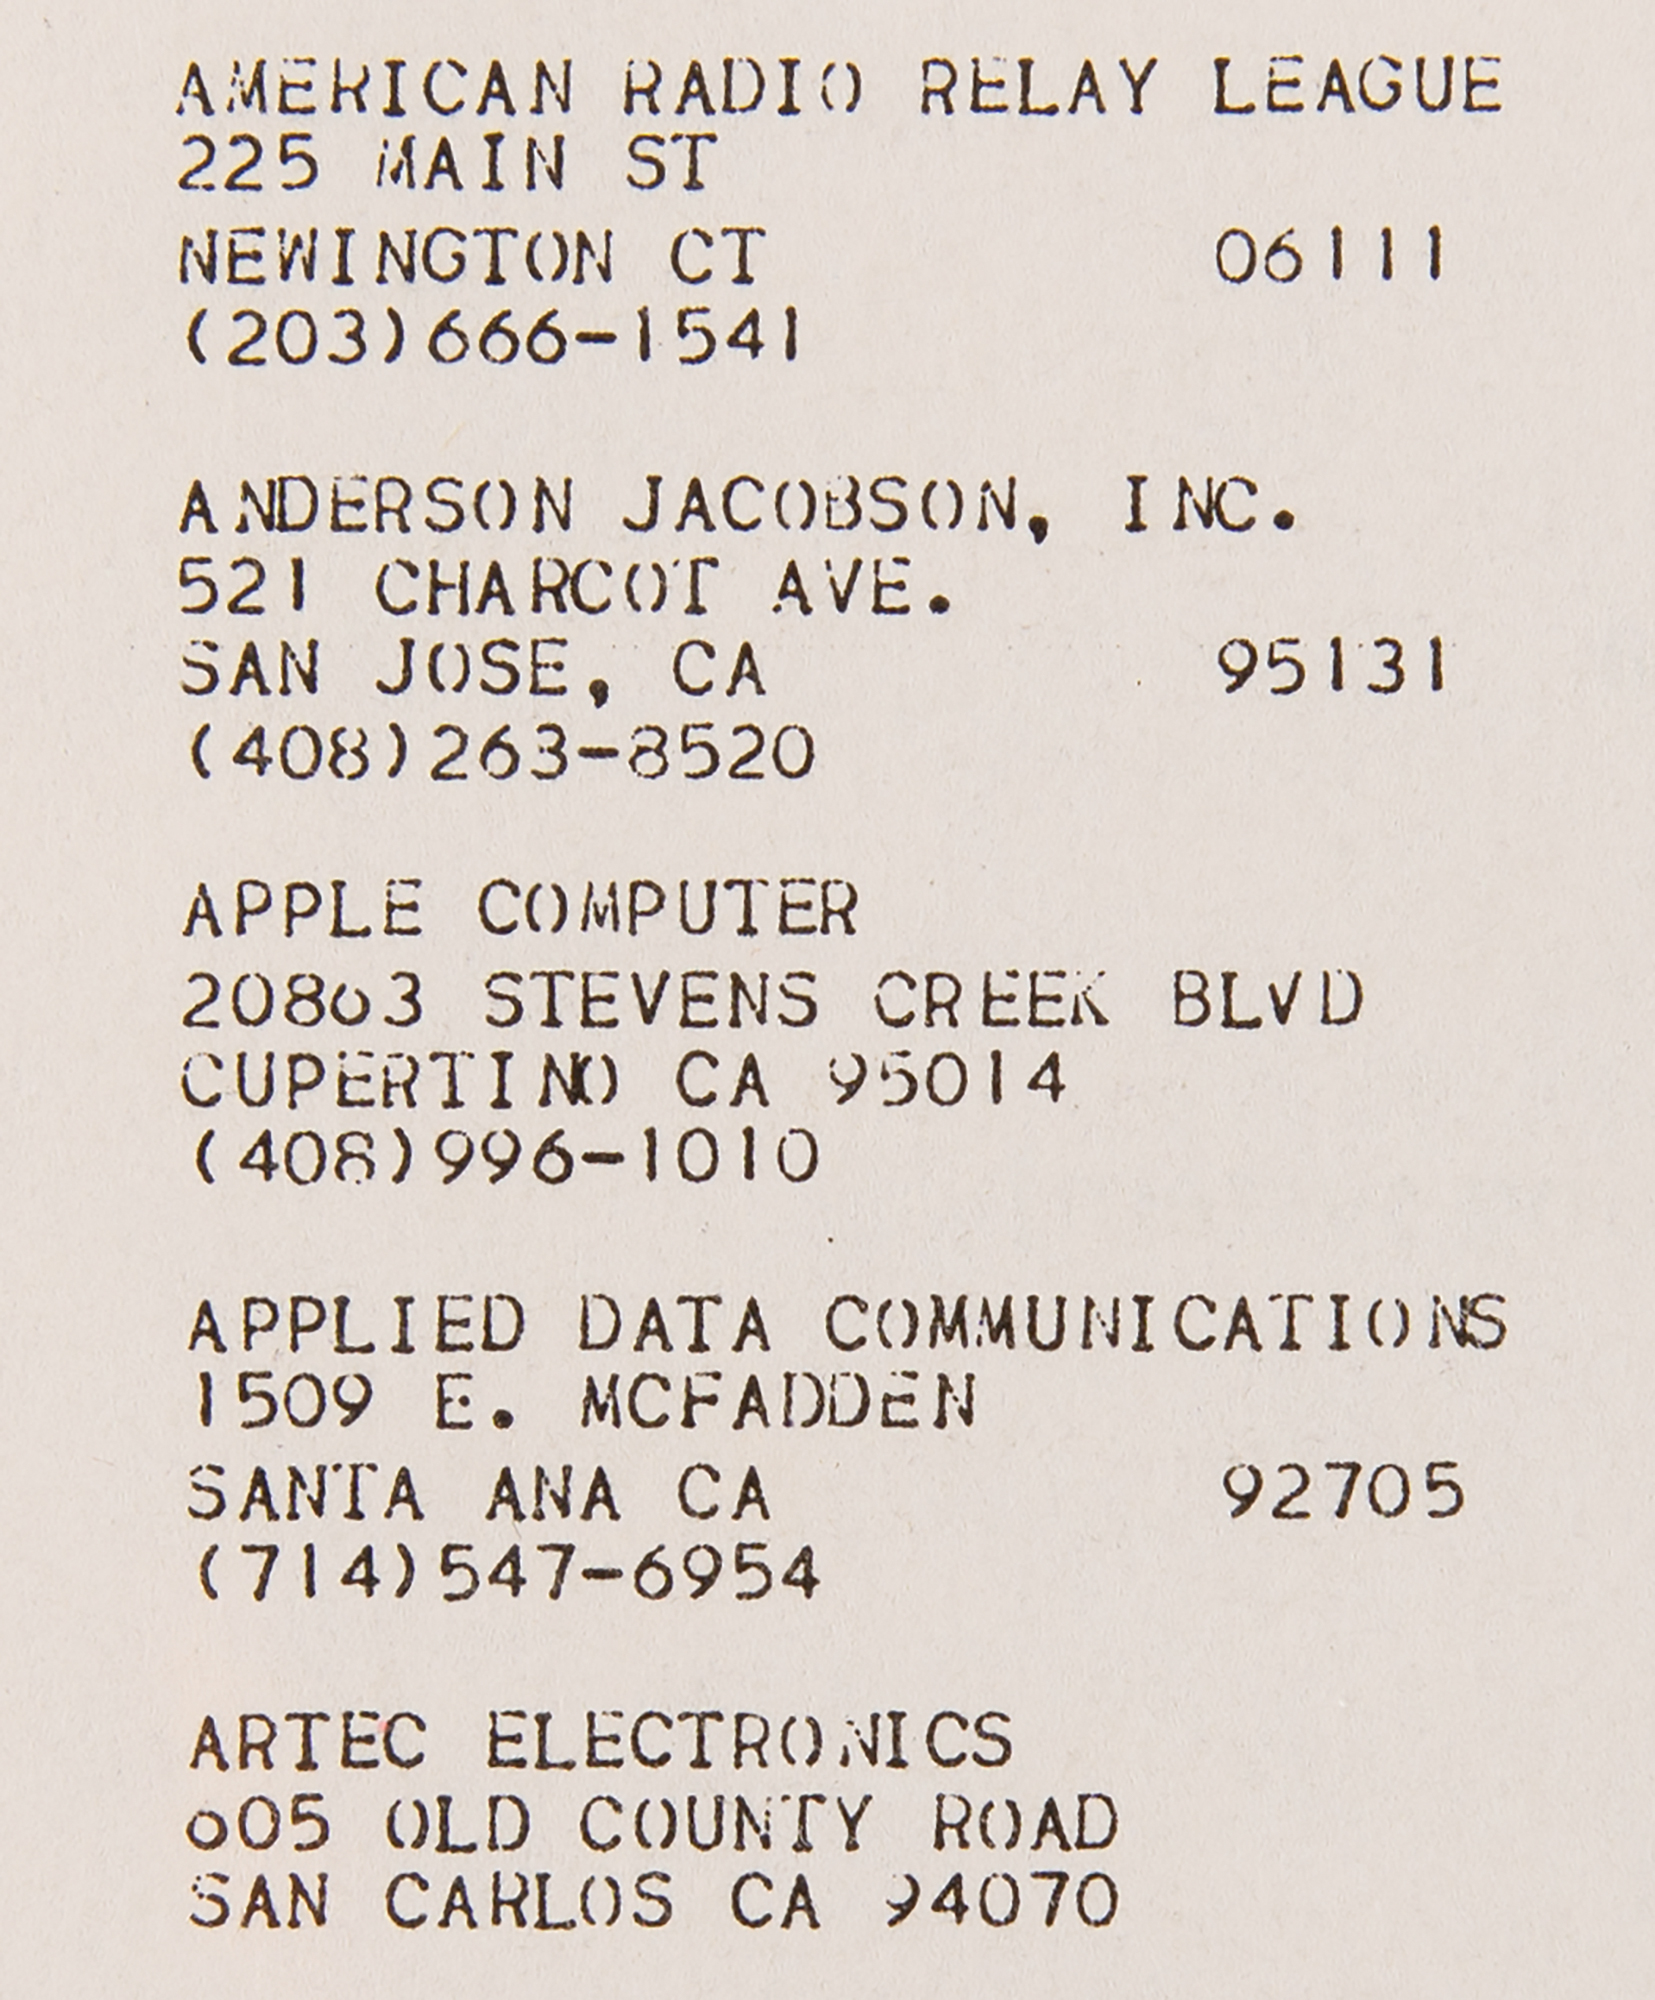 AMERICAN RADIO RELAY LEAGUE
225 MAIN ST
NEWINGTON CT 06111
(203)666-1541
ANDERSON JACOBSON, INC.
521 CHARCOT AVE.
SAN JOSE, CA 95131
(408)263-8520
APPLE COMPUTER
20863 STEVENS CREEK BLVD
CUPERTINO CA 95014
(408)996-1010
APPLIED DATA COMMUNICATIONS
1509 E. MCFADDEN
SANTA ANA CA 92705
(714)547-6954
ARTEC ELECTRONICS
605 OLD COUNTY ROAD
SAN CARLOS CA 94070